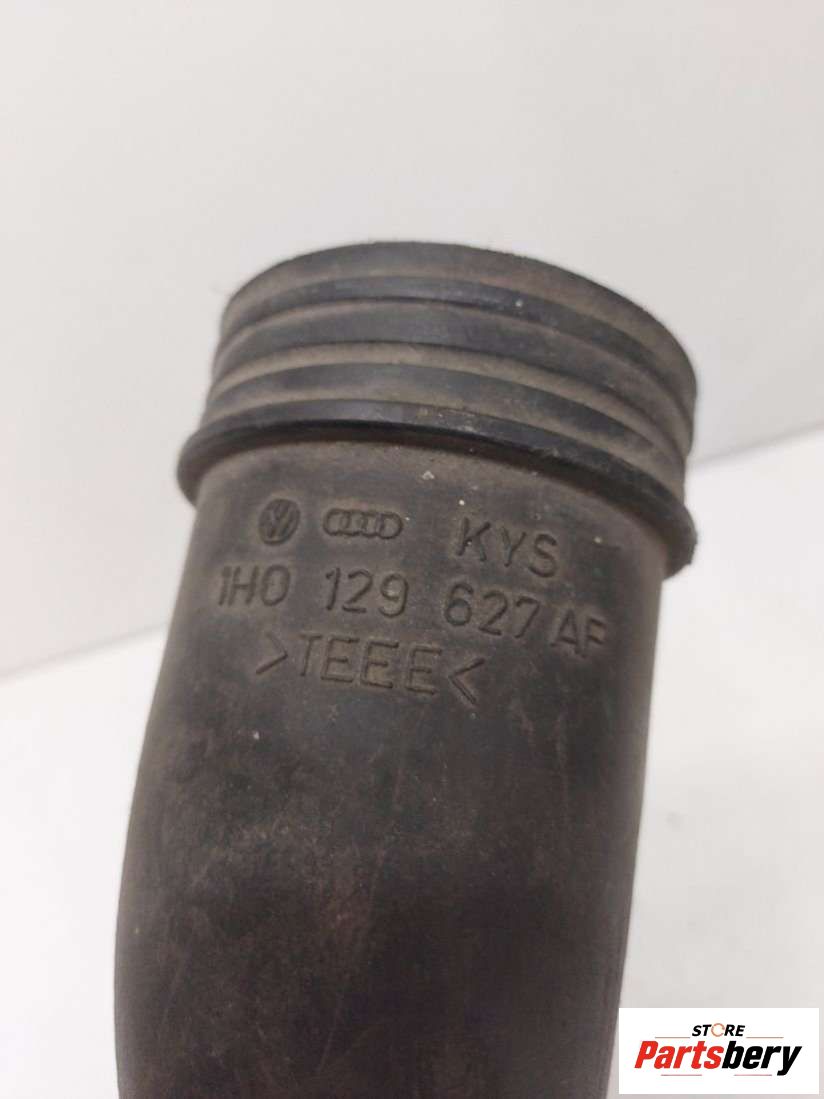 KYS
1H0 129 627 AF
>TEEE<
STORE
Partsbery